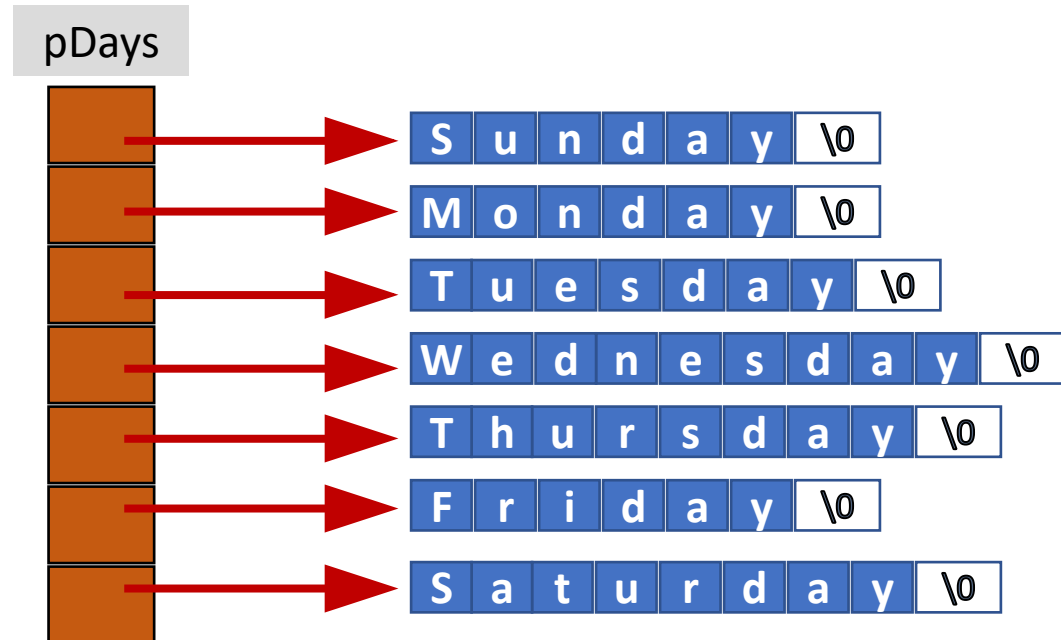 pDays
S u n d a y \0
M o n d a y \0
T u e s d a y \0
W e d n e s d a y \0
T h u r s d a y \0
F r i d a y \0
S a t u r d a y \0